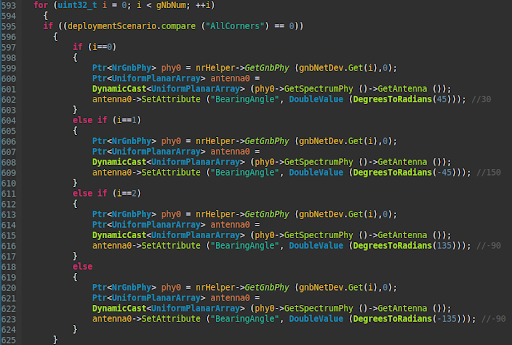 593 for (uint32_t i = 0; i < gNbNum; ++i)
594 {
595 if ((deploymentScenario.compare ("AllCorners") == 0))
596 {
597 if (i==0)
598 {
599 Ptr<NrGnbPhy> phy0 = nrHelper->GetGnbPhy (gnbNetDev.Get(i),0);
600 Ptr<UniformPlanarArray> antenna0 =
601 DynamicCast<UniformPlanarArray> (phy0->GetSpectrumPhy ()->GetAntenna ());
602 antenna0->SetAttribute ("BearingAngle", DoubleValue (DegreesToRadians(45))); //30
603 }
604 else if (i==1)
605 {
606 Ptr<NrGnbPhy> phy0 = nrHelper->GetGnbPhy (gnbNetDev.Get(i),0);
607 Ptr<UniformPlanarArray> antenna0 =
608 DynamicCast<UniformPlanarArray> (phy0->GetSpectrumPhy ()->GetAntenna ());
609 antenna0->SetAttribute ("BearingAngle", DoubleValue (DegreesToRadians(-45))); //150
610 }
611 else if (i==2)
612 {
613 Ptr<NrGnbPhy> phy0 = nrHelper->GetGnbPhy (gnbNetDev.Get(i),0);
614 Ptr<UniformPlanarArray> antenna0 =
615 DynamicCast<UniformPlanarArray> (phy0->GetSpectrumPhy ()->GetAntenna ());
616 antenna0->SetAttribute ("BearingAngle", DoubleValue (DegreesToRadians(135))); //-90
617 }
618 else
619 {
620 Ptr<NrGnbPhy> phy0 = nrHelper->GetGnbPhy (gnbNetDev.Get(i),0);
621 Ptr<UniformPlanarArray> antenna0 =
622 DynamicCast<UniformPlanarArray> (phy0->GetSpectrumPhy ()->GetAntenna ());
623 antenna0->SetAttribute ("BearingAngle", DoubleValue (DegreesToRadians(-135))); //-90
624 }
625 }